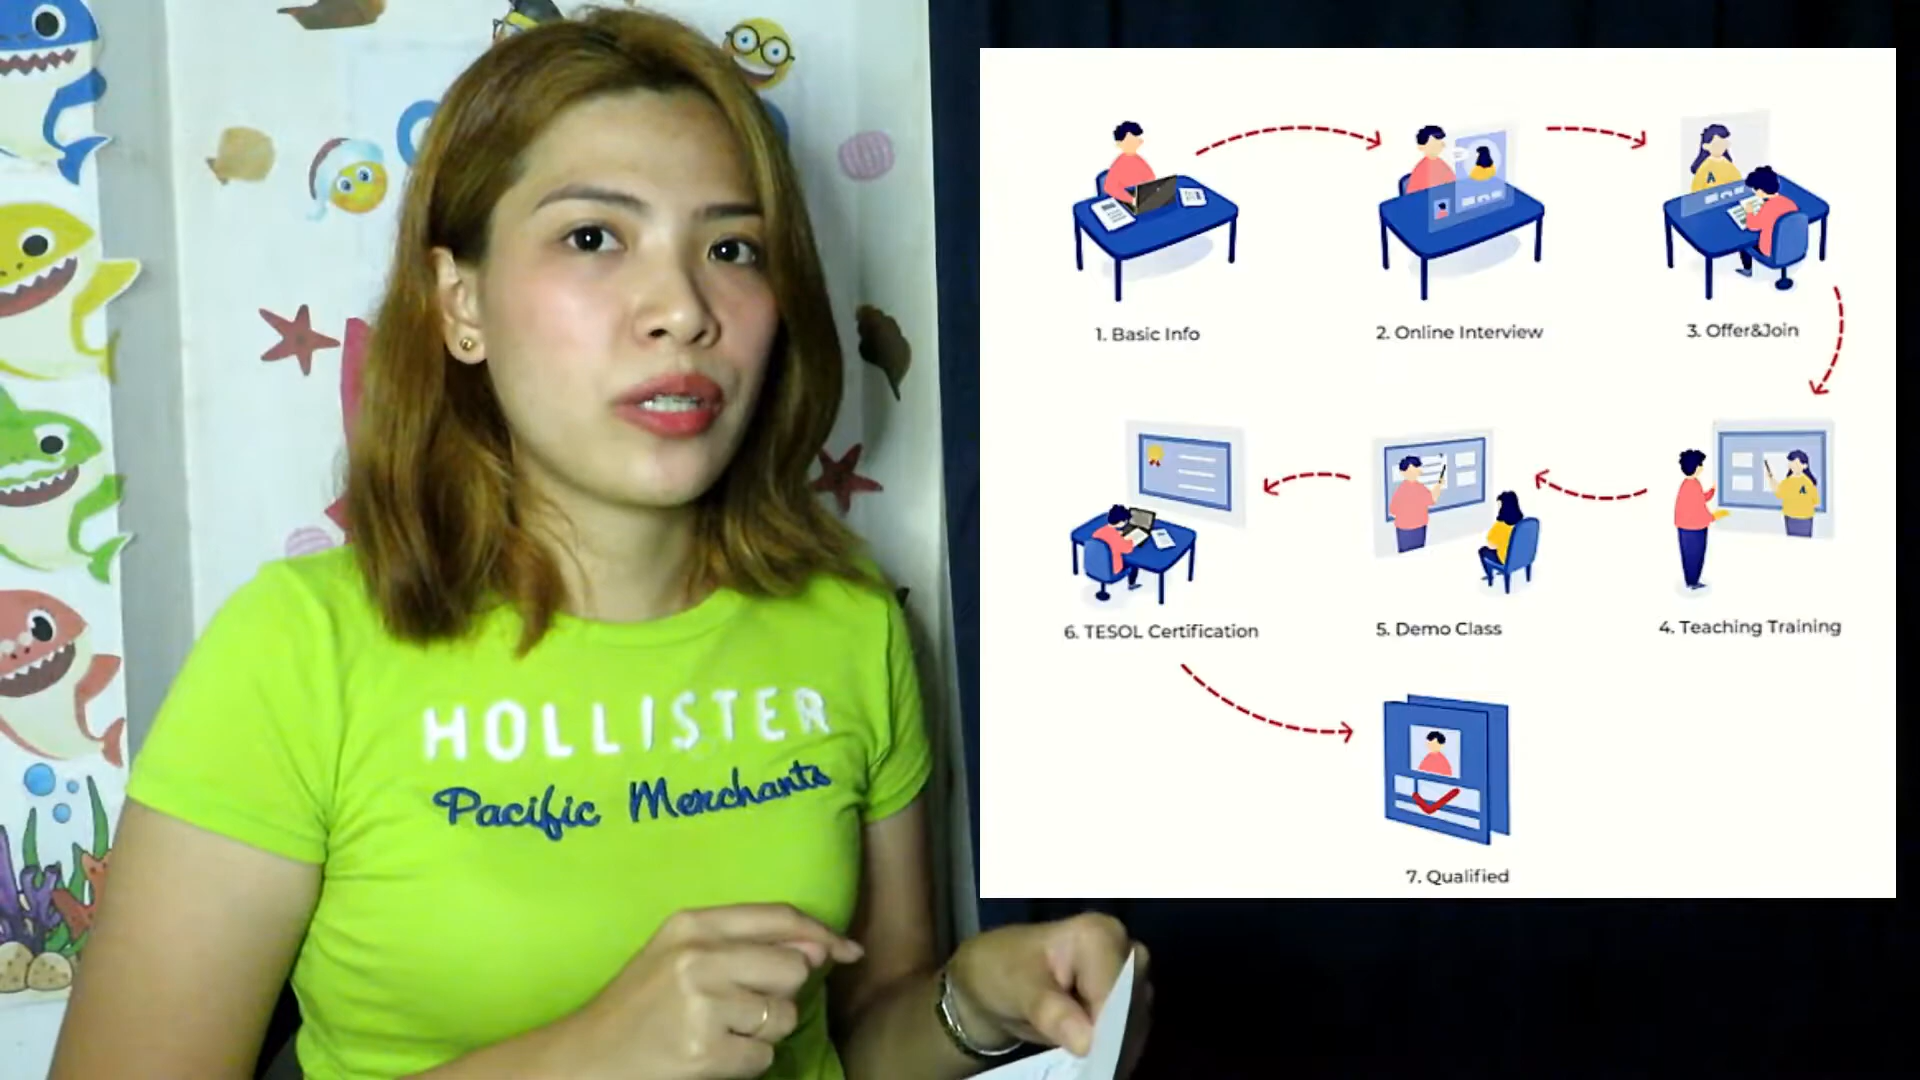 HOLLISTER
Pacific Merchants
1. Basic Info
2. Online Interview
3. Offer&Join
6. TESOL Certification
5. Demo Class
4. Teaching Training
7. Qualified